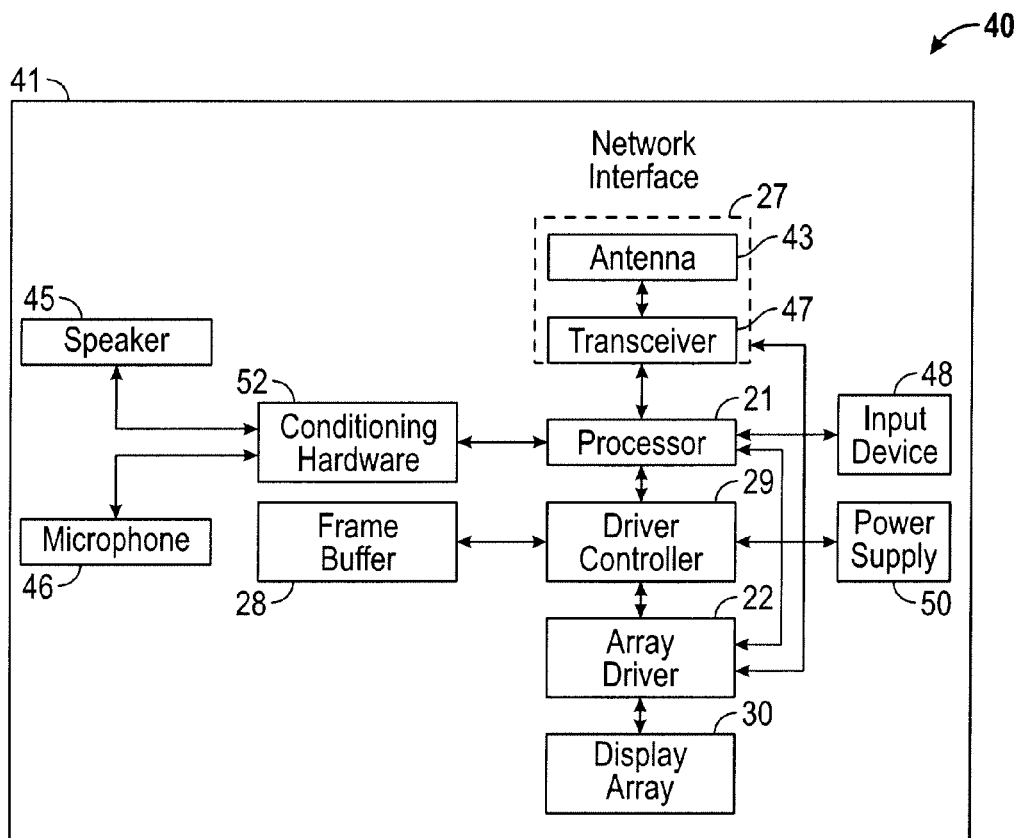 40
41
Network
Interface
27
Antenna
43
45
Speaker
Transceiver
47
52
Conditioning
Hardware
21
Processor
48
Input
Device
Microphone
46
Frame
Buffer
28
29
Driver
Controller
Power
Supply
50
22
Array
Driver
30
Display
Array